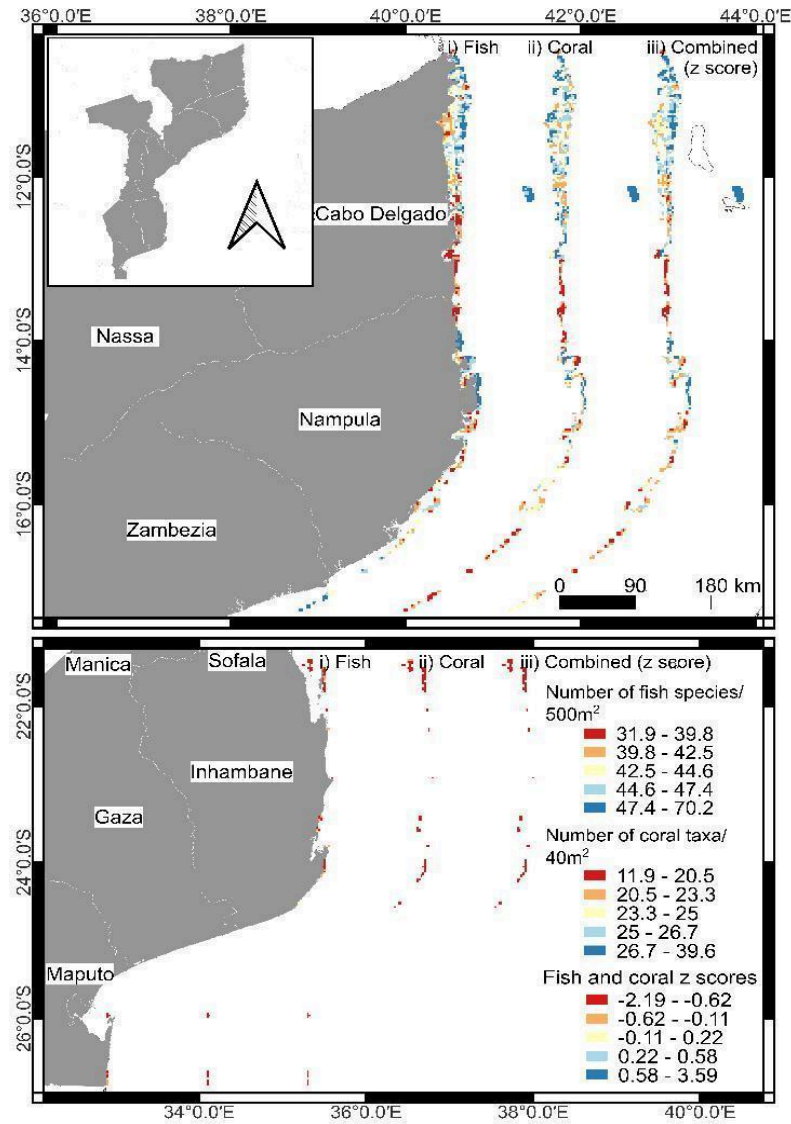 36°0.0'E 38°0.0'E 40°0.0'E 42°0.0'E 44°0.0'E
i) Fish ii) Coral iii) Combined
(z score)
12°0.0'S
Cabo Delgado
Nassa
14°0.0'S
Nampula
16°0.0'S
Zambezia
0 90 180 km
Manica Sofala i) Fish ii) Coral iii) Combined (z score)
Number of fish species/
500m²
22°0.0'S
31.9 - 39.8
39.8 - 42.5
42.5 - 44.6
44.6 - 47.4
47.4 - 70.2
Inhambane
Gaza
Number of coral taxa/
40m²
24°0.0'S
11.9 - 20.5
20.5 - 23.3
23.3 - 25
25 - 26.7
26.7 - 39.6
Maputo
Fish and coral z scores
26°0.0'S
-2.19 - -0.62
-0.62 - -0.11
-0.11 - 0.22
0.22 - 0.58
0.58 - 3.59
34°0.0'E 36°0.0'E 38°0.0'E 40°0.0'E